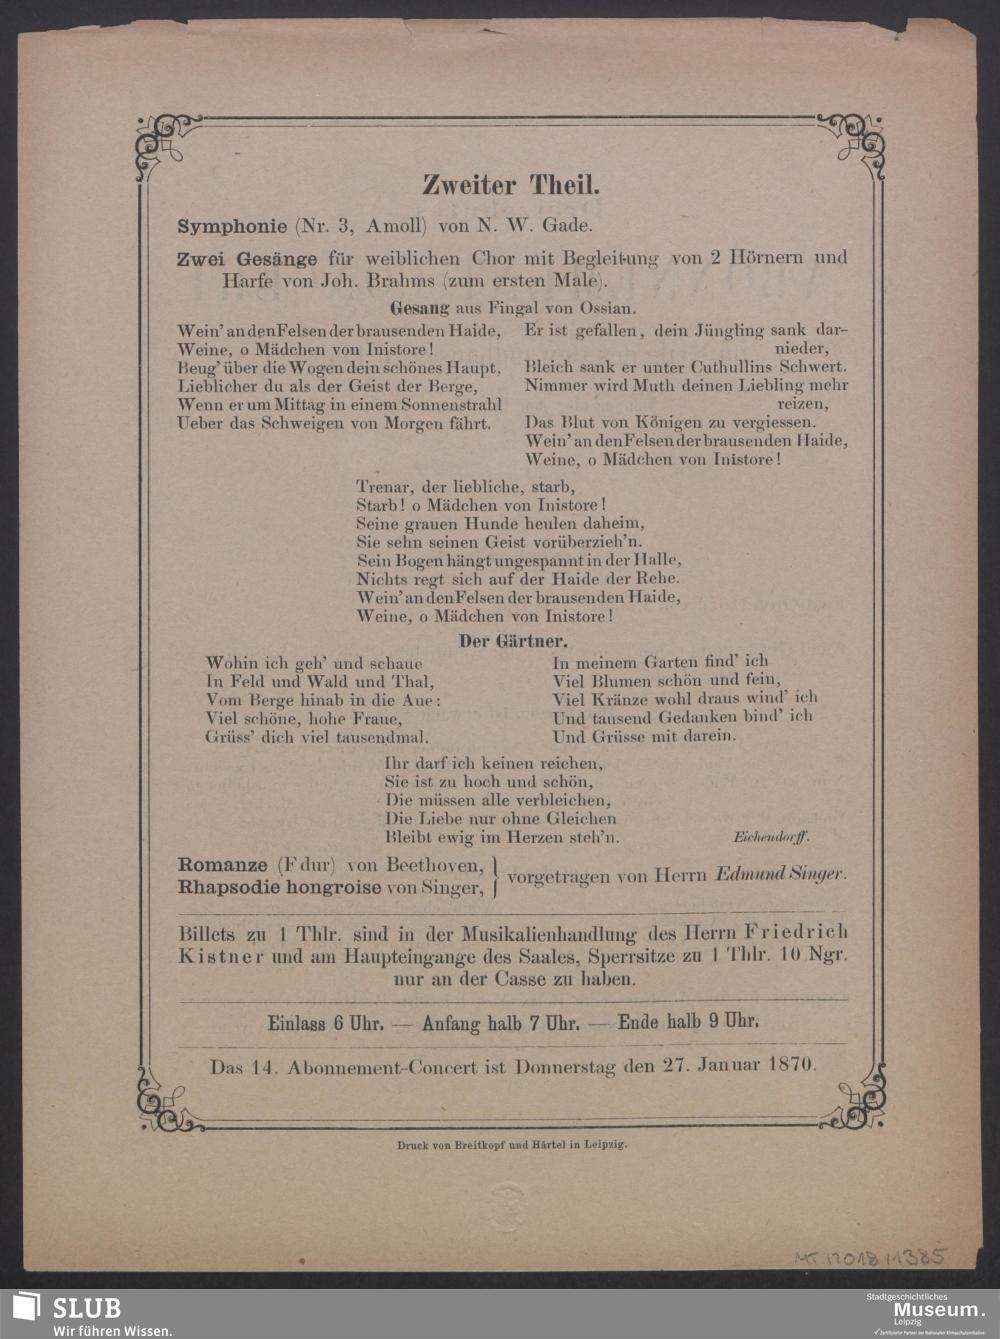 Zweiter Theil.
Symphonie (Nr. 3, A moll) von N. W. Gade.
Zwei Gesänge für weiblichen Chor mit Begleitung von 2 Hörnern und
Harfe von Joh. Brahms (zum ersten Male).
Gesang aus Fingal von Ossian.
Wein' an den Felsen der brausenden Haide,
Weine, o Mädchen von Inistore!
Beug' über die Wogen dein schönes Haupt,
Lieblicher du als der Geist der Berge,
Wenn er um Mittag in einem Sonnenstrahl
Ueber das Schweigen von Morgen fährt.
Er ist gefallen, dein Jüngling sank dar-
nieder,
Bleich sank er unter Cuthullins Schwert.
Nimmer wird Muth deinen Liebling mehr
reizen,
Das Blut von Königen zu vergiessen.
Wein' an den Felsen der brausenden Haide,
Weine, o Mädchen von Inistore!
Trenar, der liebliche, starb,
Starb! o Mädchen von Inistore!
Seine grauen Hunde heulen daheim,
Sie sehn seinen Geist vorüberzieh'n.
Sein Bogen hängt ungespannt in der Halle,
Nichts regt sich auf der Haide der Rehe.
Wein' an den Felsen der brausenden Haide,
Weine, o Mädchen von Inistore!
Der Gärtner.
Wohin ich geh' und schaue
In Feld und Wald und Thal,
Vom Berge hinab in die Aue:
Viel schöne, hohe Fraue,
Grüss' dich viel tausendmal.
In meinem Garten find' ich
Viel Blumen schön und fein,
Viel Kränze wohl draus wind' ich
Und tausend Gedanken bind' ich
Und Grüsse mit darein.
Ihr darf ich keinen reichen,
Sie ist zu hoch und schön,
Die müssen alle verbleichen,
Die Liebe nur ohne Gleichen
Bleibt ewig im Herzen steh'n.
Eichendorff.
Romanze (F dur) von Beethoven,
Rhapsodie hongroise von Singer,
} vorgetragen von Herrn Edmund Singer.
Billets zu 1 Thlr. sind in der Musikalienhandlung des Herrn Friedrich
Kistner und am Haupteingange des Saales, Sperrsitze zu 1 Thlr. 10 Ngr.
nur an der Casse zu haben.
Einlass 6 Uhr. — Anfang halb 7 Uhr. — Ende halb 9 Uhr.
Das 14. Abonnement-Concert ist Donnerstag den 27. Januar 1870.
Druck von Breitkopf und Härtel in Leipzig.
SLUB
Wir führen Wissen.
Stadtgeschichtliches
Museum.
Leipzig